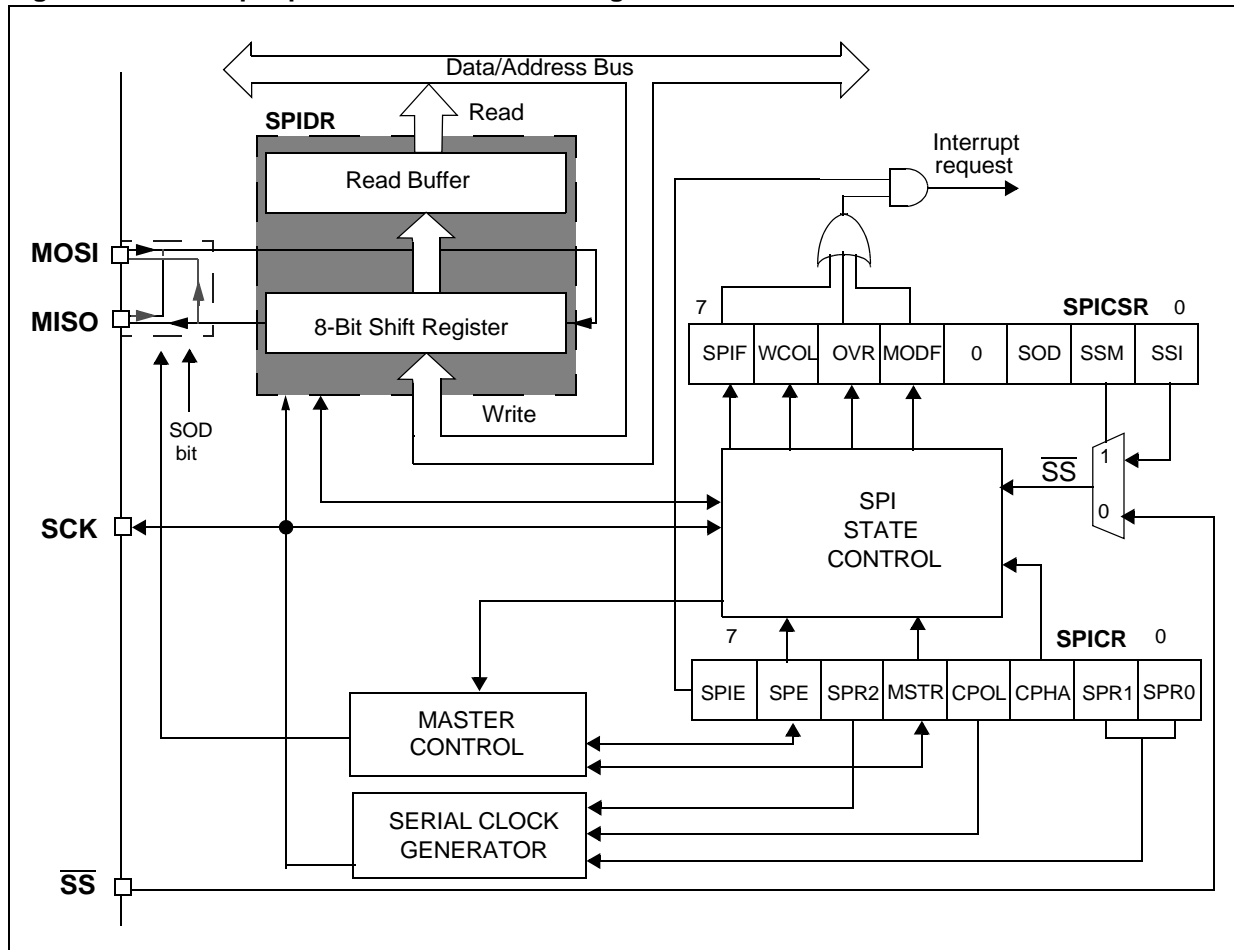 Data/Address Bus
SPIDR
Read
Read Buffer
Interrupt
request
MOSI
MISO
8-Bit Shift Register
Write
SOD
bit
7
SPICSR
0
SPIF WCOL OVR MODF 0 SOD SSM SSI
1
SS
0
SCK
SPI
STATE
CONTROL
7
SPICR
0
SPIE SPE SPR2 MSTR CPOL CPHA SPR1 SPR0
MASTER
CONTROL
SERIAL CLOCK
GENERATOR
SS